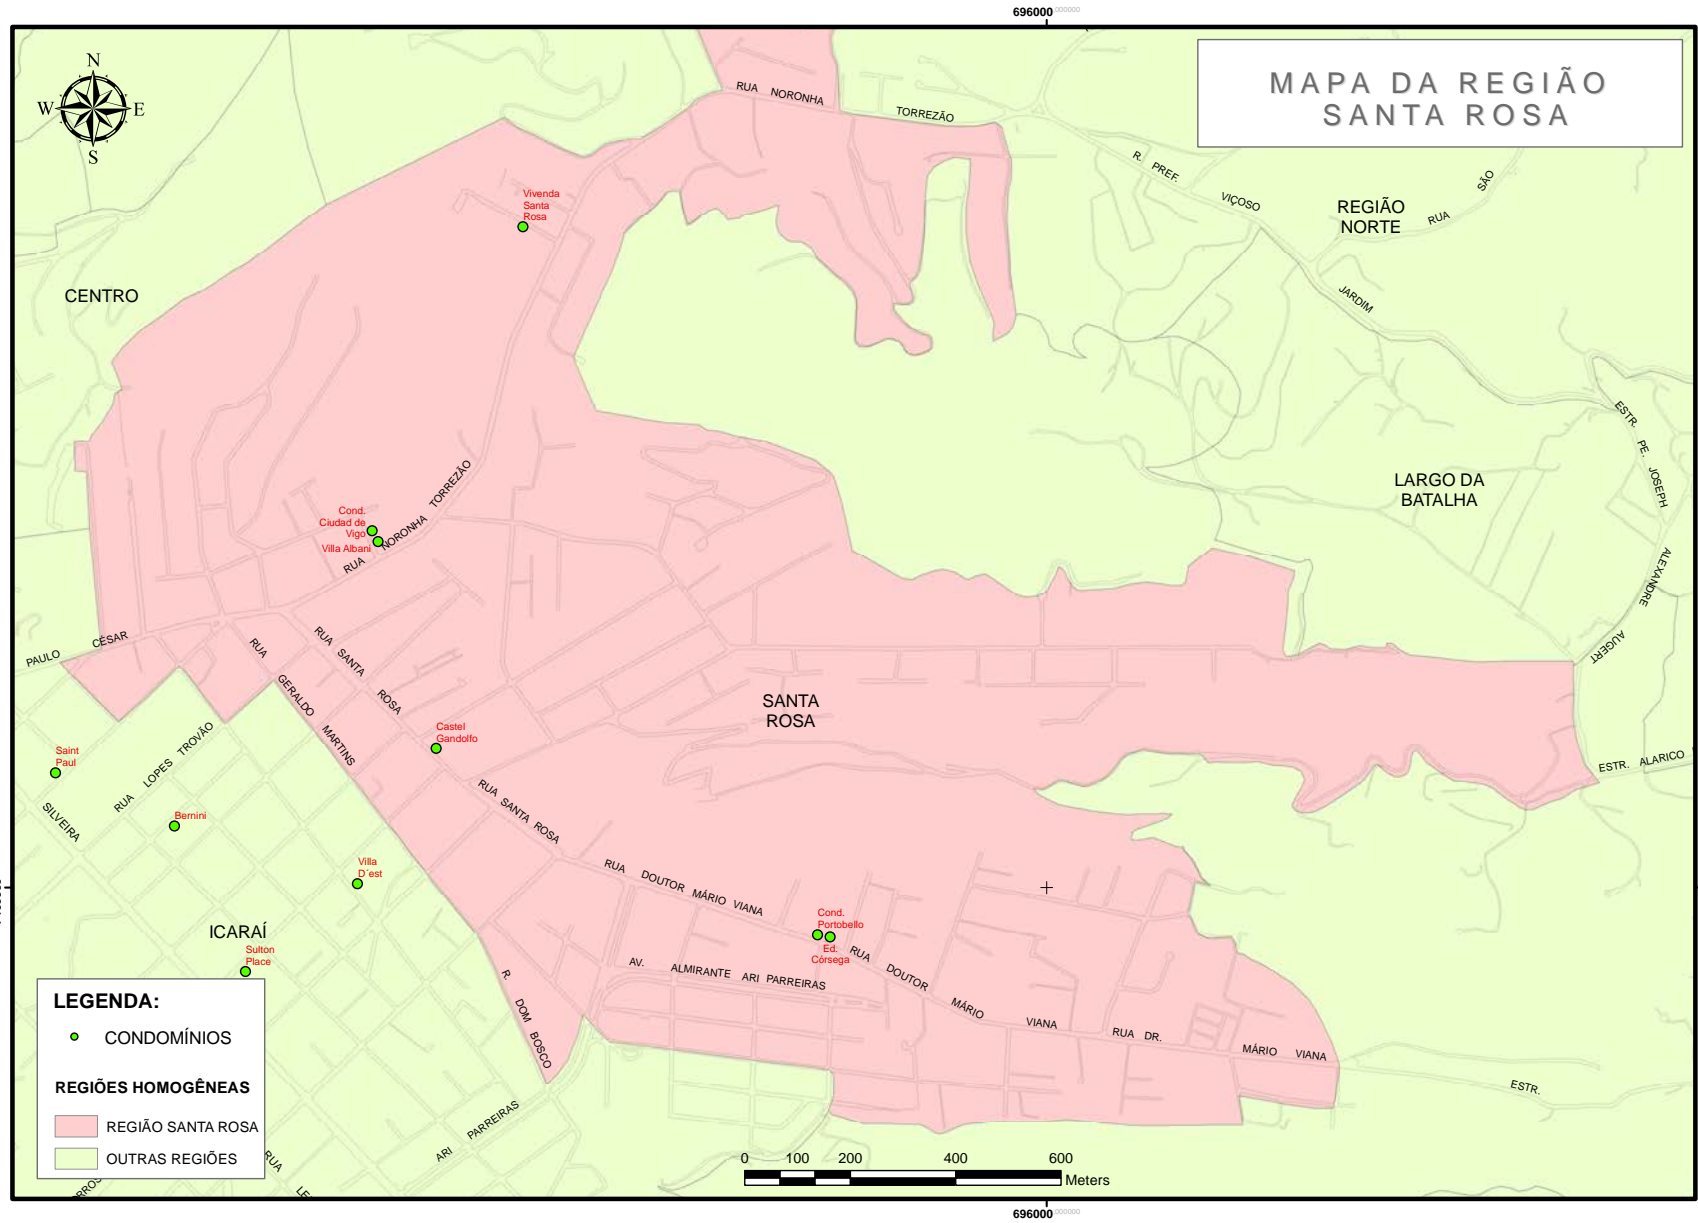 696000.000000
MAPA DA REGIÃO
SANTA ROSA
N
W E
S
RUA NORONHA
TORREZÃO
R. PREF.
VIÇOSO
JARDIM
RUA
SÃO
REGIÃO
NORTE
Vivenda
Santa
Rosa
CENTRO
ESTR. PE. JOSEPH
ALEXANDRE
AUGERT
LARGO DA
BATALHA
Cond.
Ciudad de
Vigo
Villa Albani
RUA NORONHA TORREZÃO
PAULO CÉSAR
RUA SANTA ROSA
RUA GERALDO MARTINS
SANTA
ROSA
Castel
Gandolfo
Saint
Paul
RUA LOPES TROVÃO
SILVEIRA
Bernini
RUA SANTA ROSA
ESTR. ALARICO
Villa
D´est
RUA DOUTOR MÁRIO VIANA
Cond.
Portobello
Ed.
Córsega
ICARAÍ
Sulton
Place
AV. ALMIRANTE ARI PARREIRAS
RUA DOUTOR MÁRIO VIANA
RUA DR. MÁRIO VIANA
R. DOM BOSCO
ESTR.
ARI PARREIRAS
RUA
LEGENDA:
CONDOMÍNIOS
REGIÕES HOMOGÊNEAS
REGIÃO SANTA ROSA
OUTRAS REGIÕES
0 100 200 400 600
Meters
696000.000000